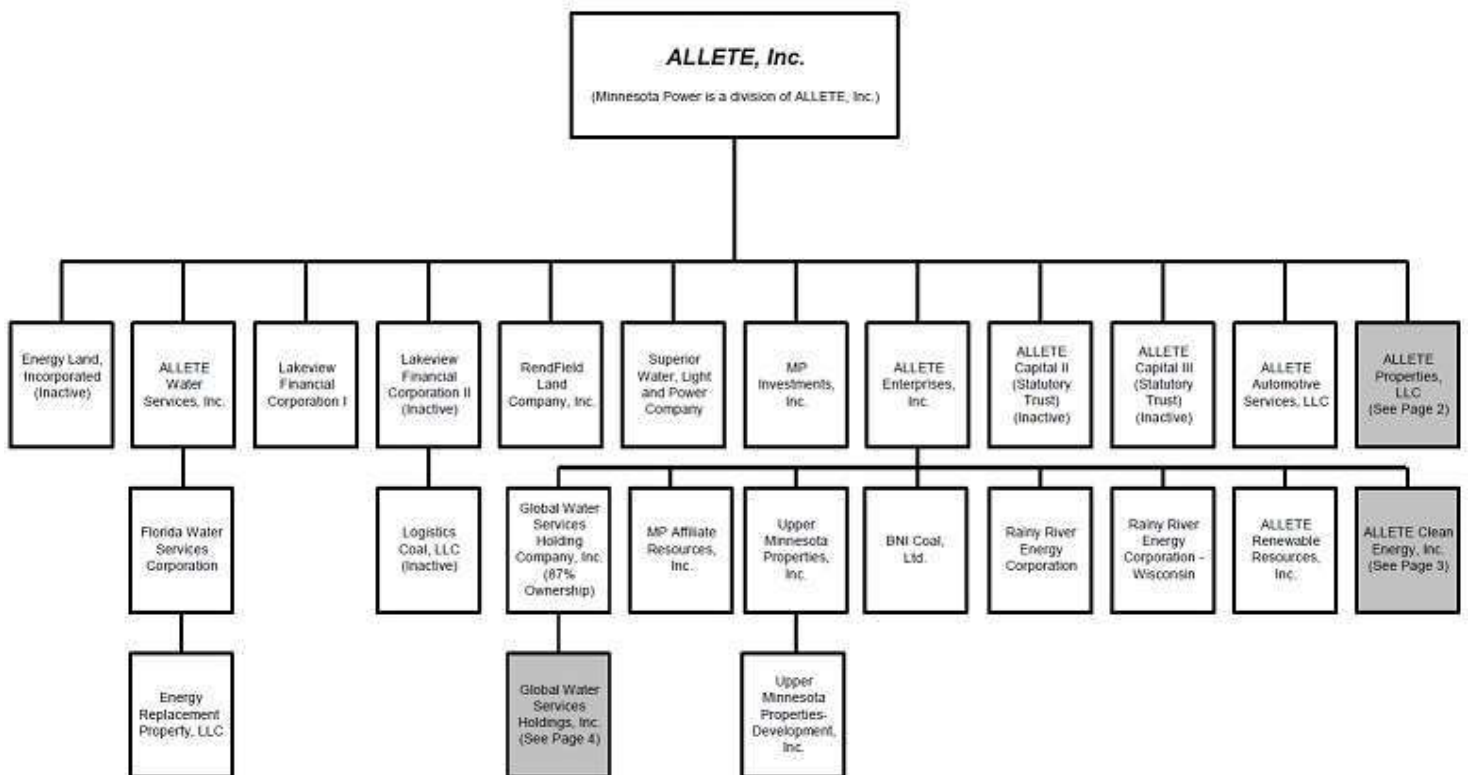 ALLETE, Inc.
(Minnesota Power is a division of ALLETE, Inc.)
Energy Land,
Incorporated
(Inactive)
ALLETE
Water
Services, Inc.
Lakeview
Financial
Corporation I
Lakeview
Financial
Corporation II
(Inactive)
RendField
Land
Company, Inc.
Superior
Water, Light
and Power
Company
MP
Investments,
Inc.
ALLETE
Enterprises,
Inc.
ALLETE
Capital II
(Statutory
Trust)
(Inactive)
ALLETE
Capital III
(Statutory
Trust)
(Inactive)
ALLETE
Automotive
Services, LLC
ALLETE
Properties,
LLC
(See Page 2)
Florida Water
Services
Corporation
Logistics
Coal, LLC
(Inactive)
Global Water
Services
Holding
Company, Inc.
(87%
Ownership)
MP Affiliate
Resources,
Inc.
Upper
Minnesota
Properties,
Inc.
BNI Coal,
Ltd.
Rainy River
Energy
Corporation
Rainy River
Energy
Corporation -
Wisconsin
ALLETE
Renewable
Resources,
Inc.
ALLETE Clean
Energy, Inc.
(See Page 3)
Energy
Replacement
Property, LLC
Global Water
Services
Holdings, Inc.
(See Page 4)
Upper
Minnesota
Properties-
Development,
Inc.